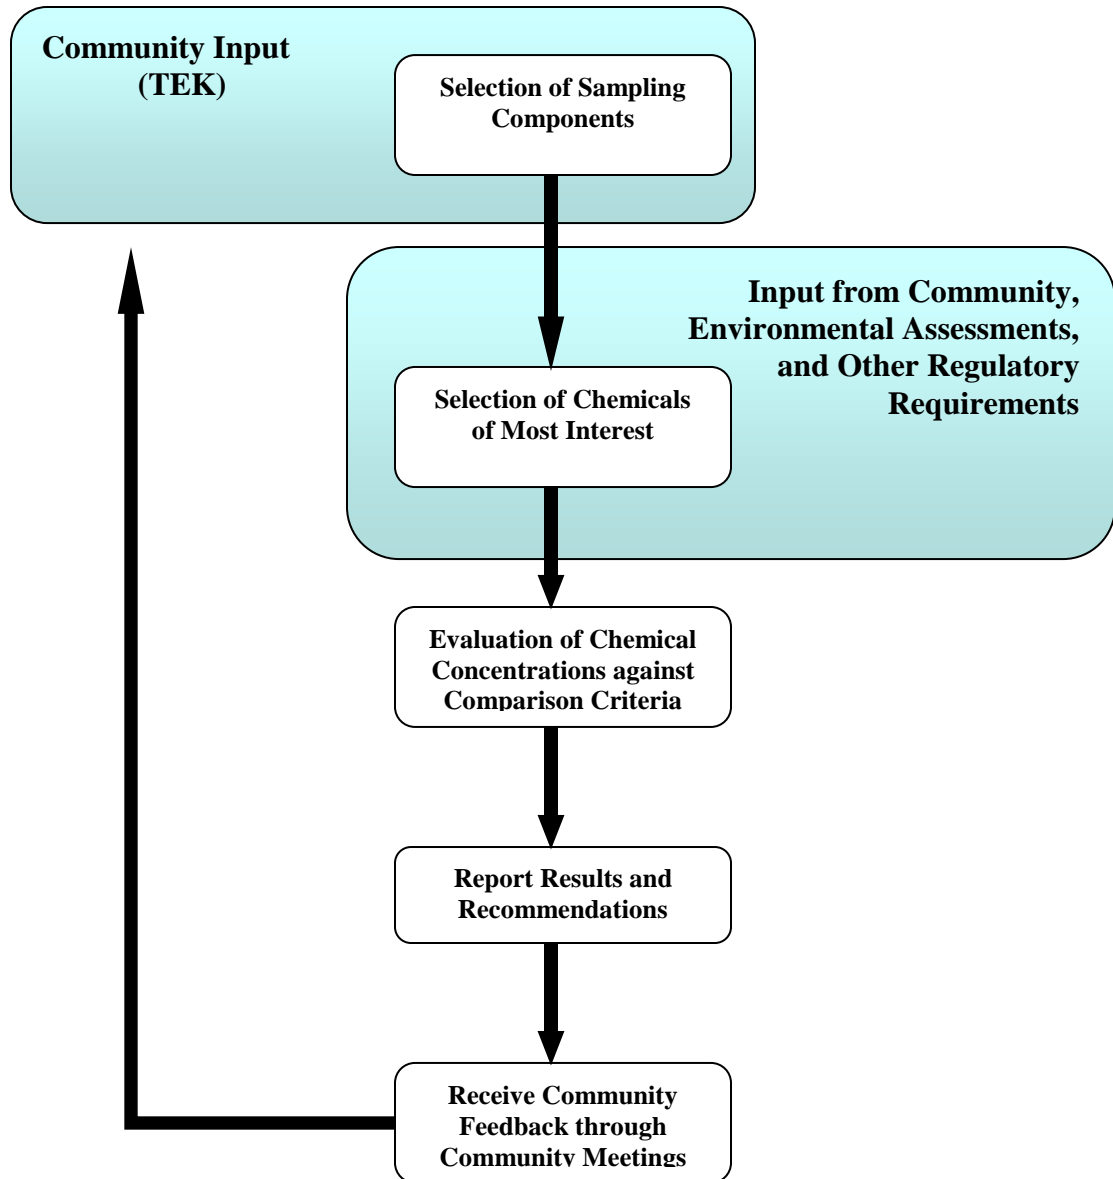 Community Input
(TEK)
Selection of Sampling
Components
Input from Community,
Environmental Assessments,
and Other Regulatory
Requirements
Selection of Chemicals
of Most Interest
Evaluation of Chemical
Concentrations against
Comparison Criteria
Report Results and
Recommendations
Receive Community
Feedback through
Community Meetings